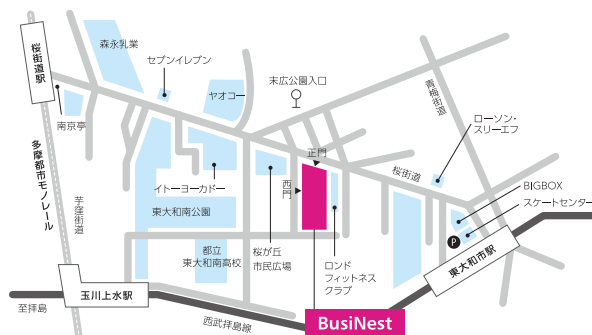 森永乳業
セブンイレブン
桜街道駅
ヤオコー
末広公園入口
青梅街道
南京亭
ローソン・
スリーエフ
正門
桜街道
多摩都市モノレール
芋窪街道
イトーヨーカドー
西門
BIGBOX
スケートセンター
東大和南公園
P
都立
東大和南高校
桜が丘
市民広場
ロンド
フィットネス
クラブ
東大和市駅
玉川上水駅
至拝島
西武拝島線
BusiNest